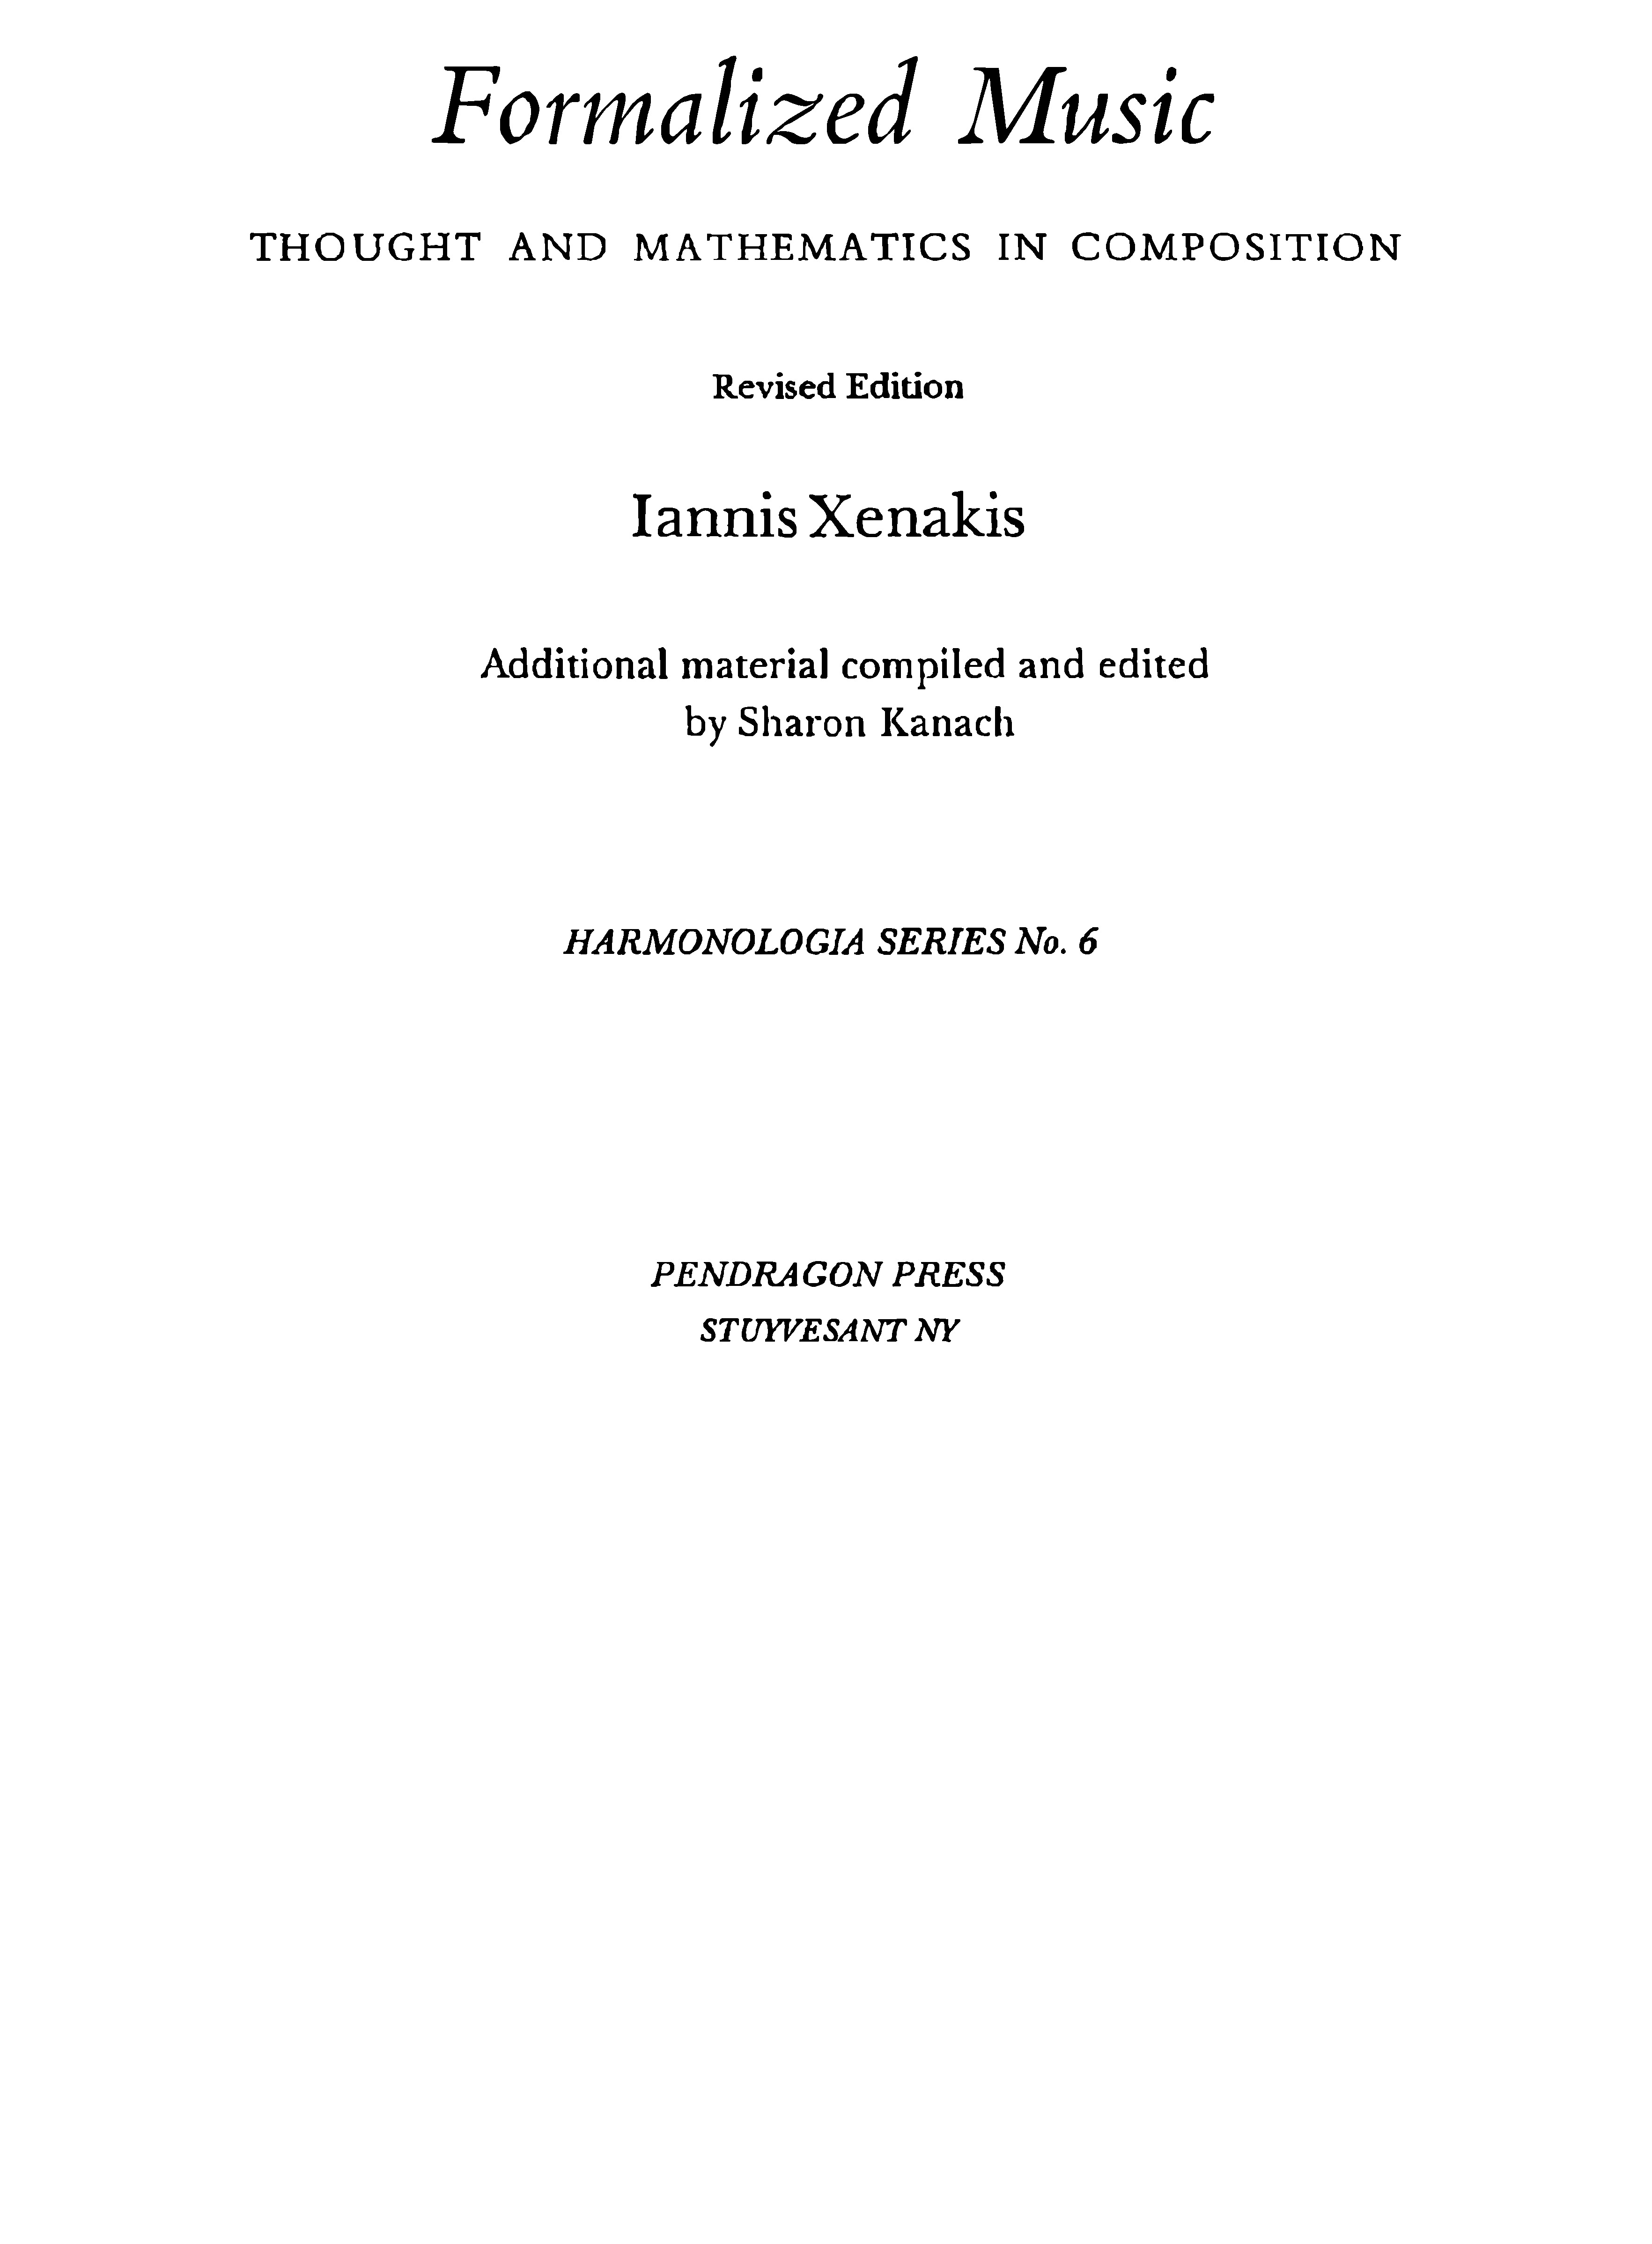 Formalized Music
THOUGHT AND MATHEMATICS IN COMPOSITION
Revised Edition
Iannis Xenakis
Additional material compiled and edited
by Sharon Kanach
HARMONOLOGIA SERIES No. 6
PENDRAGON PRESS
STUYVESANT NY